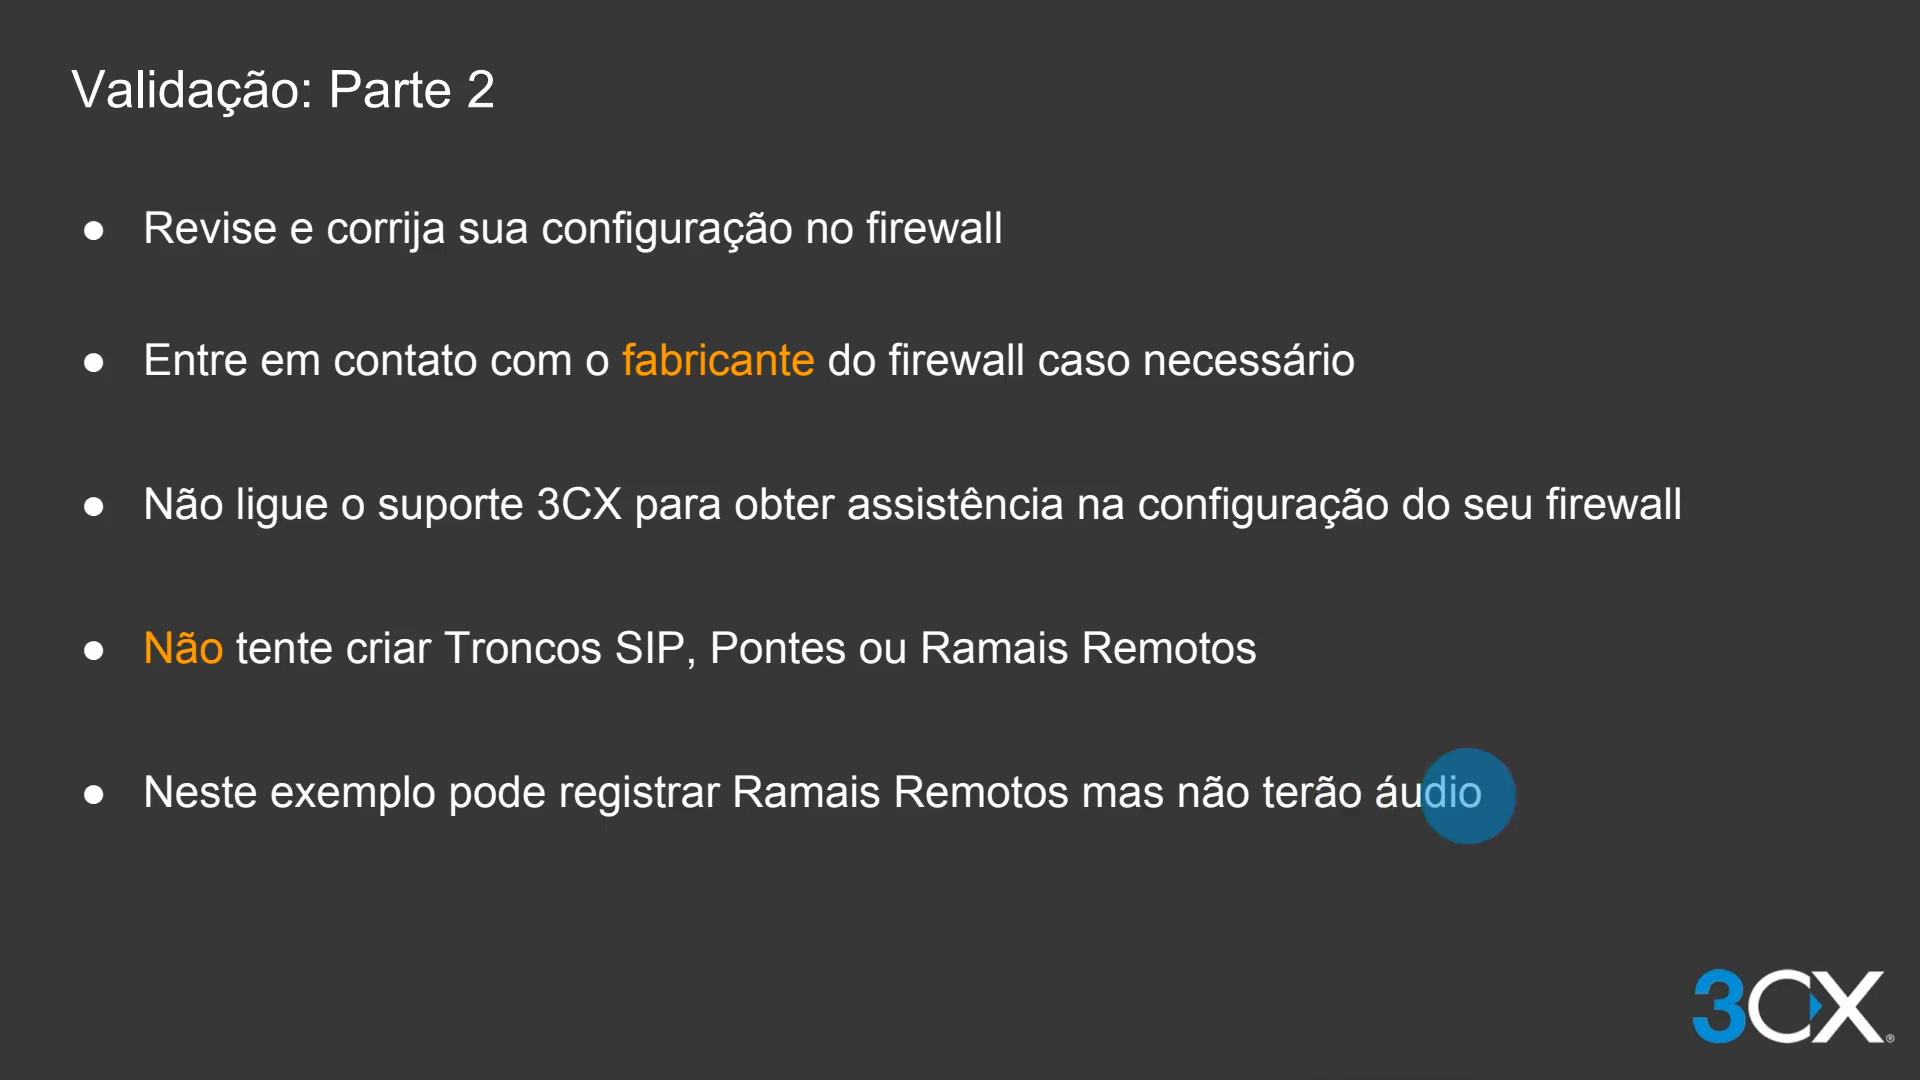 Validação: Parte 2
● Revise e corrija sua configuração no firewall
● Entre em contato com o fabricante do firewall caso necessário
● Não ligue o suporte 3CX para obter assistência na configuração do seu firewall
● Não tente criar Troncos SIP, Pontes ou Ramais Remotos
● Neste exemplo pode registrar Ramais Remotos mas não terão áudio
3CX®